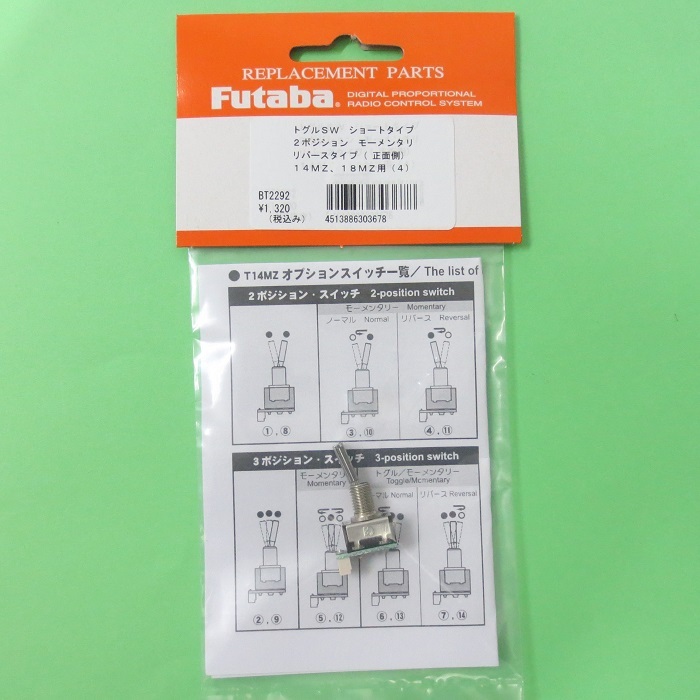 REPLACEMENT PARTS
Futaba® DIGITAL PROPORTIONAL
RADIO CONTROL SYSTEM
トグルSW ショートタイプ
2ポジション モーメンタリ
リバースタイプ( 正面側)
14MZ、18MZ用(4)
BT2292
¥1,320
(税込み) 4513886303678
● T14MZ オプションスイッチ一覧/ The list of
2 ポジション・スイッチ 2-position switch
モーメンタリー Momentary
ノーマル Normal リバース Reversal
①.⑧ ③.⑩ ④.⑪
3 ポジション・スイッチ 3-position switch
モーメンタリ トグル/モーメンタリー
Momentary Toggle/Momentary
マル Normal リバース Reversal
②.⑨ ⑤.⑫ ⑥.⑬ ⑦.⑭